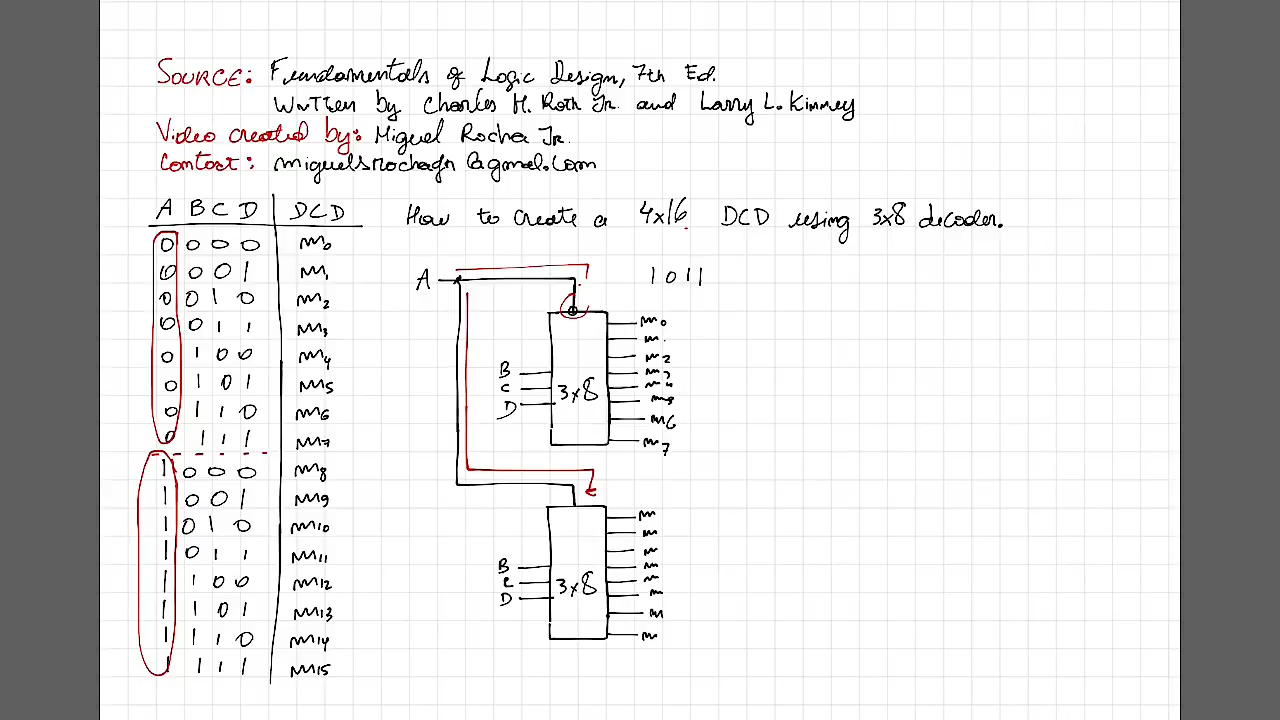 SOURCE: Fundamentals of Logic Design, 7th Ed.
Written by Charles H. Roth Jr. and Larry L. Kinney
Video created by: Miguel Rocha Jr.
Contact: miguelsrochajr@gmail.com
A B C D DCD
How to create a 4x16 DCD using 3x8 decoder.
0 0 0 0 m0
0 0 0 1 m1
0 0 1 0 m2
0 0 1 1 m3
0 1 0 0 m4
0 1 0 1 m5
0 1 1 0 m6
0 1 1 1 m7
1 0 0 0 m8
1 0 0 1 m9
1 0 1 0 m10
1 0 1 1 m11
1 1 0 0 m12
1 1 0 1 m13
1 1 1 0 m14
1 1 1 1 m15
A
1011
B
C
D
3x8
m0
m1
m2
m3
m4
m5
m6
m7
B
C
D
3x8
m
m
m
m
m
m
m
m